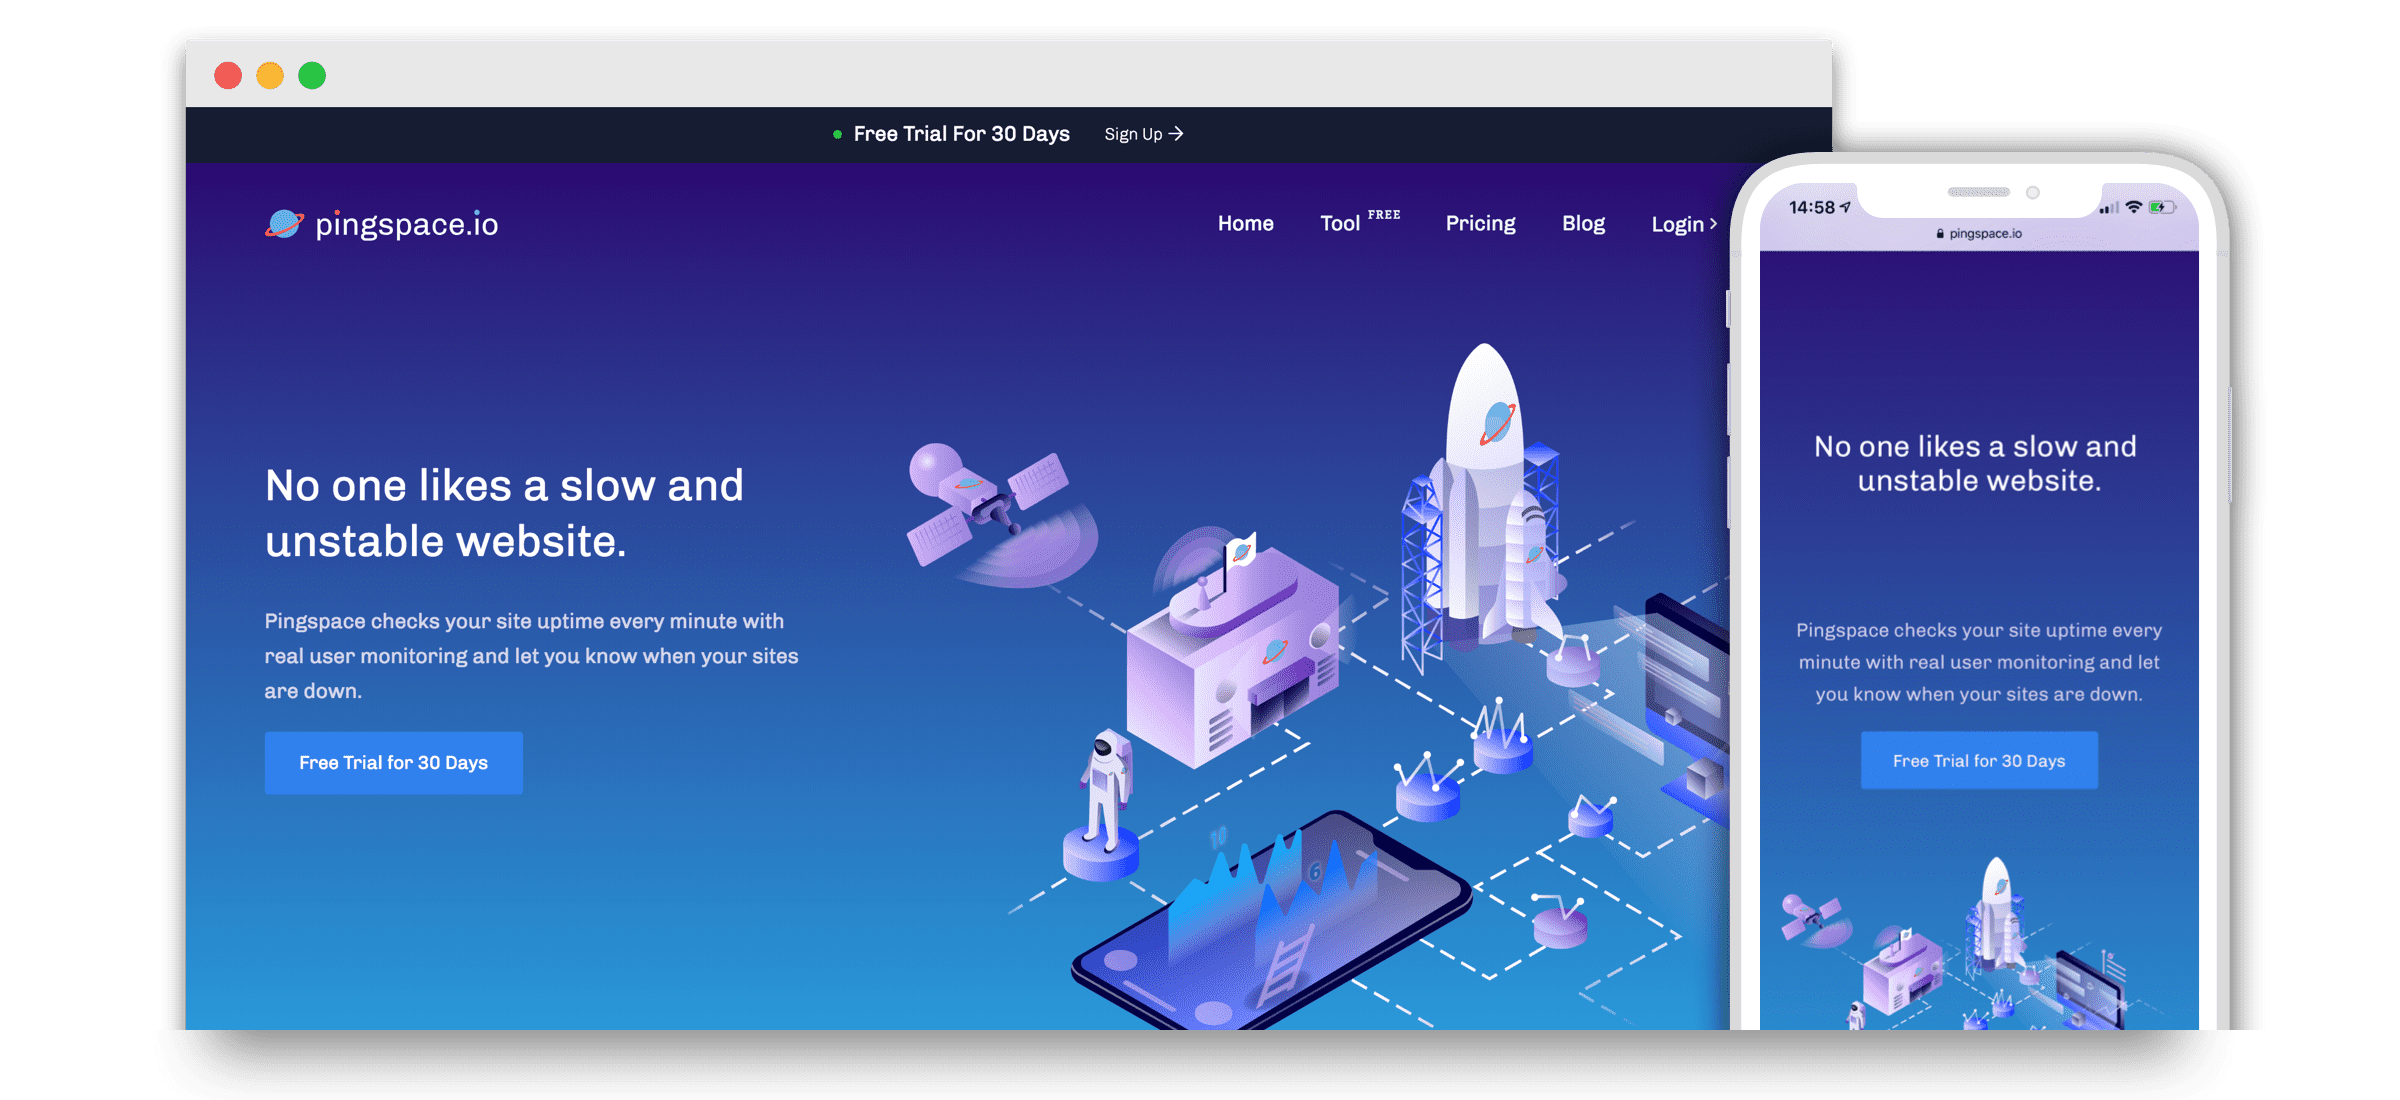 Free Trial For 30 Days Sign Up →
pingspace.io
Home Tool FREE Pricing Blog Login ›
No one likes a slow and
unstable website.
Pingspace checks your site uptime every minute with
real user monitoring and let you know when your sites
are down.
Free Trial for 30 Days
10
6
14:58
pingspace.io
No one likes a slow and
unstable website.
Pingspace checks your site uptime every
minute with real user monitoring and let
you know when your sites are down.
Free Trial for 30 Days